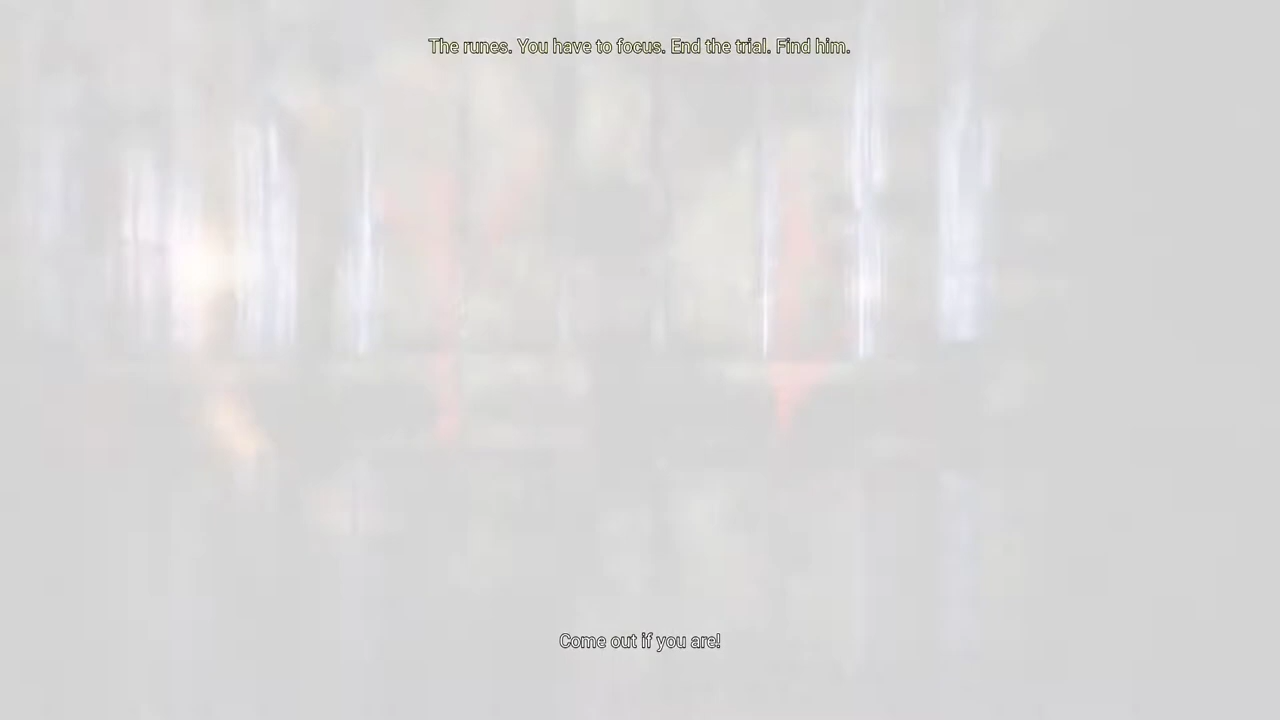 The runes. You have to focus. End the trial. Find him.
Come out if you are!